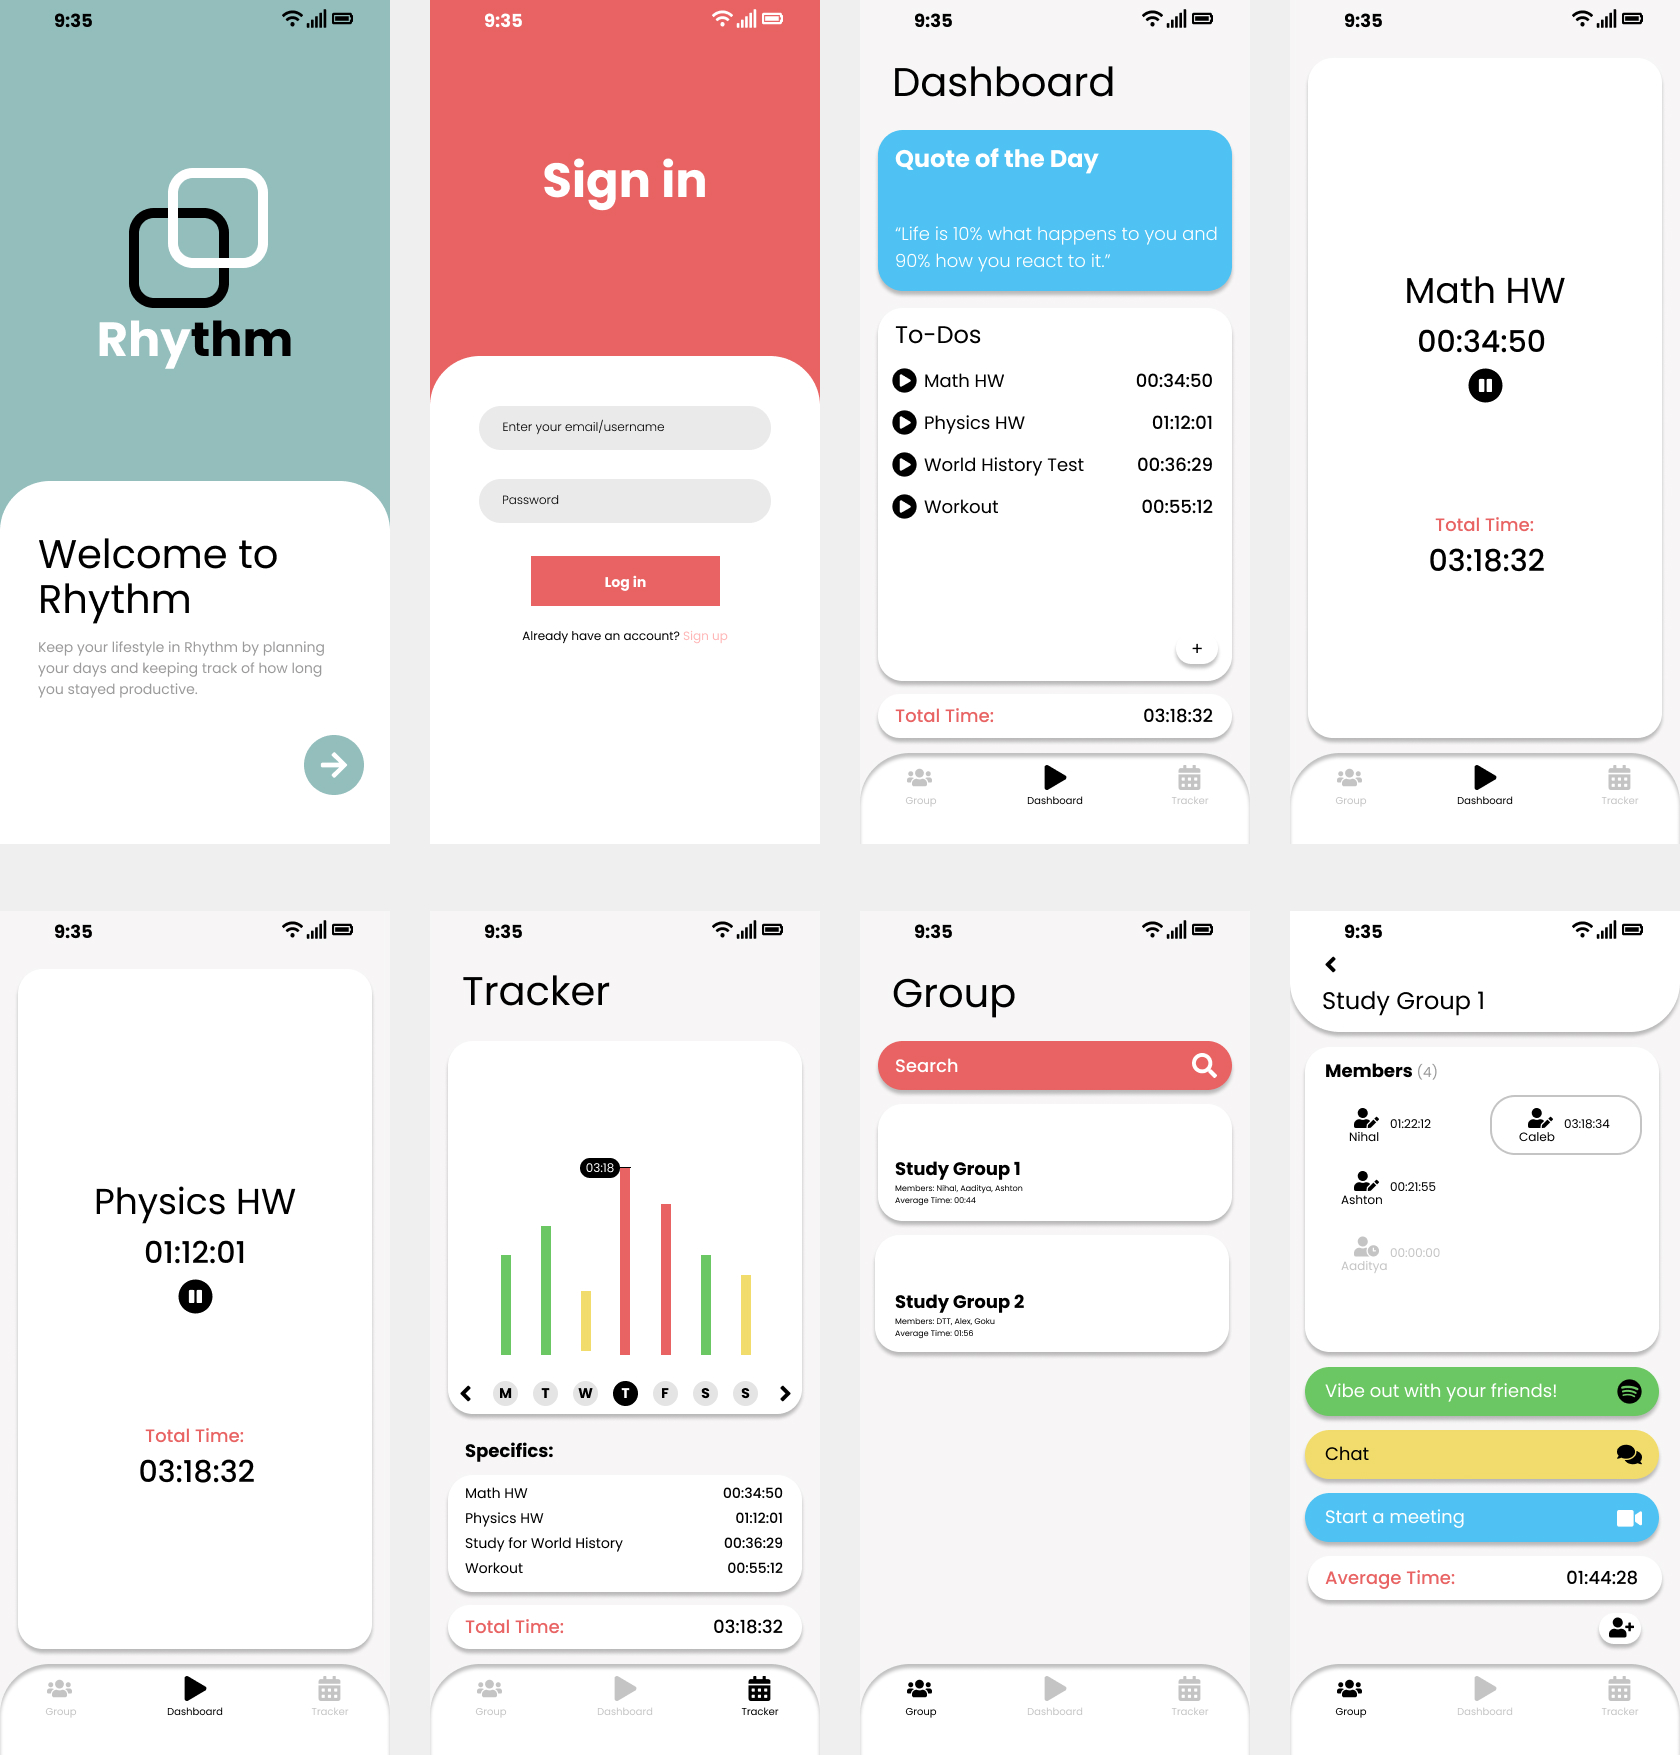 9:35
Rhythm
Welcome to
Rhythm
Keep your lifestyle in Rhythm by planning
your days and keeping track of how long
you stayed productive.
9:35
Sign in
Enter your email/username
Password
Log in
Already have an account? Sign up
9:35
Dashboard
Quote of the Day
“Life is 10% what happens to you and
90% how you react to it.”
To-Dos
Math HW 00:34:50
Physics HW 01:12:01
World History Test 00:36:29
Workout 00:55:12
+
Total Time: 03:18:32
Group Dashboard Tracker
9:35
Math HW
00:34:50
Total Time:
03:18:32
Group Dashboard Tracker
9:35
Physics HW
01:12:01
Total Time:
03:18:32
Group Dashboard Tracker
9:35
Tracker
03:18
M T W T F S S
Specifics:
Math HW 00:34:50
Physics HW 01:12:01
Study for World History 00:36:29
Workout 00:55:12
Total Time: 03:18:32
Group Dashboard Tracker
9:35
Group
Search
Study Group 1
Members: Nihal, Aaditya, Ashton
Average Time: 00:44
Study Group 2
Members: DTT, Alex, Goku
Average Time: 01:56
Group Dashboard Tracker
9:35
Study Group 1
Members (4)
Nihal 01:22:12
Caleb 03:18:34
Ashton 00:21:55
Aaditya 00:00:00
Vibe out with your friends!
Chat
Start a meeting
Average Time: 01:44:28
Group Dashboard Tracker